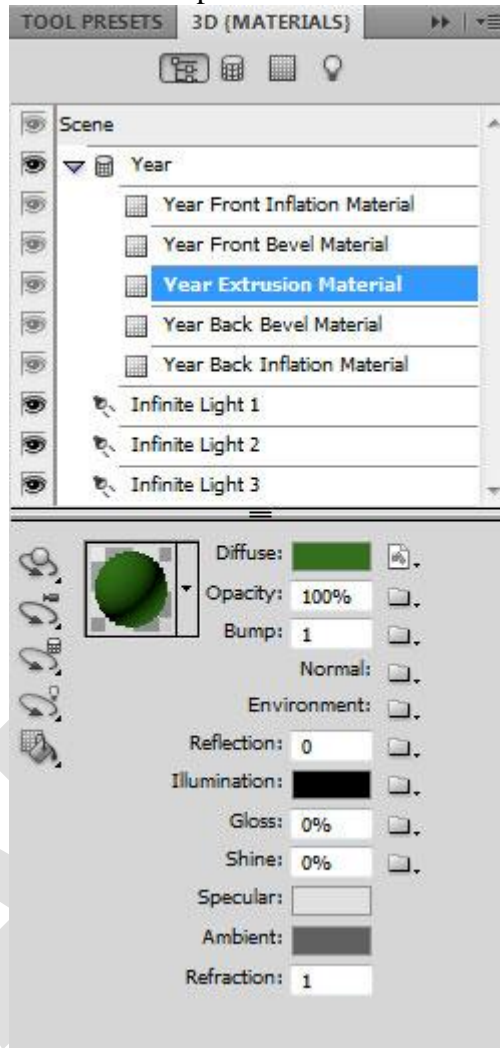 TOOL PRESETS 3D {MATERIALS}
Scene
Year
Year Front Inflation Material
Year Front Bevel Material
Year Extrusion Material
Year Back Bevel Material
Year Back Inflation Material
Infinite Light 1
Infinite Light 2
Infinite Light 3
Diffuse:
Opacity: 100%
Bump: 1
Normal:
Environment:
Reflection: 0
Illumination:
Gloss: 0%
Shine: 0%
Specular:
Ambient:
Refraction: 1